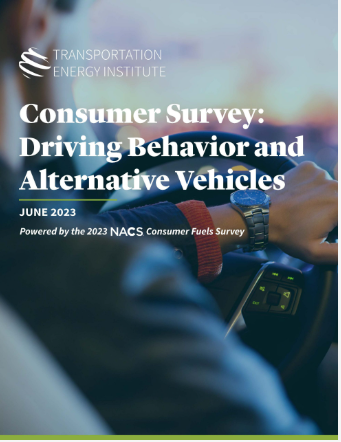 TRANSPORTATION
ENERGY INSTITUTE
Consumer Survey:
Driving Behavior and
Alternative Vehicles
JUNE 2023
Powered by the 2023 NACS Consumer Fuels Survey